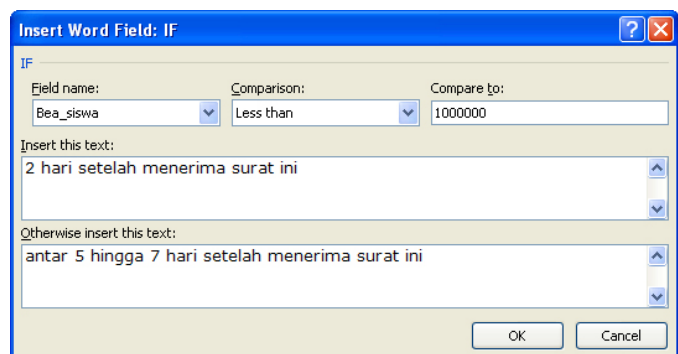 Insert Word Field: IF
IF
Field name: Comparison: Compare to:
Bea_siswa Less than 1000000
Insert this text:
2 hari setelah menerima surat ini
Otherwise insert this text:
antar 5 hingga 7 hari setelah menerima surat ini
OK Cancel